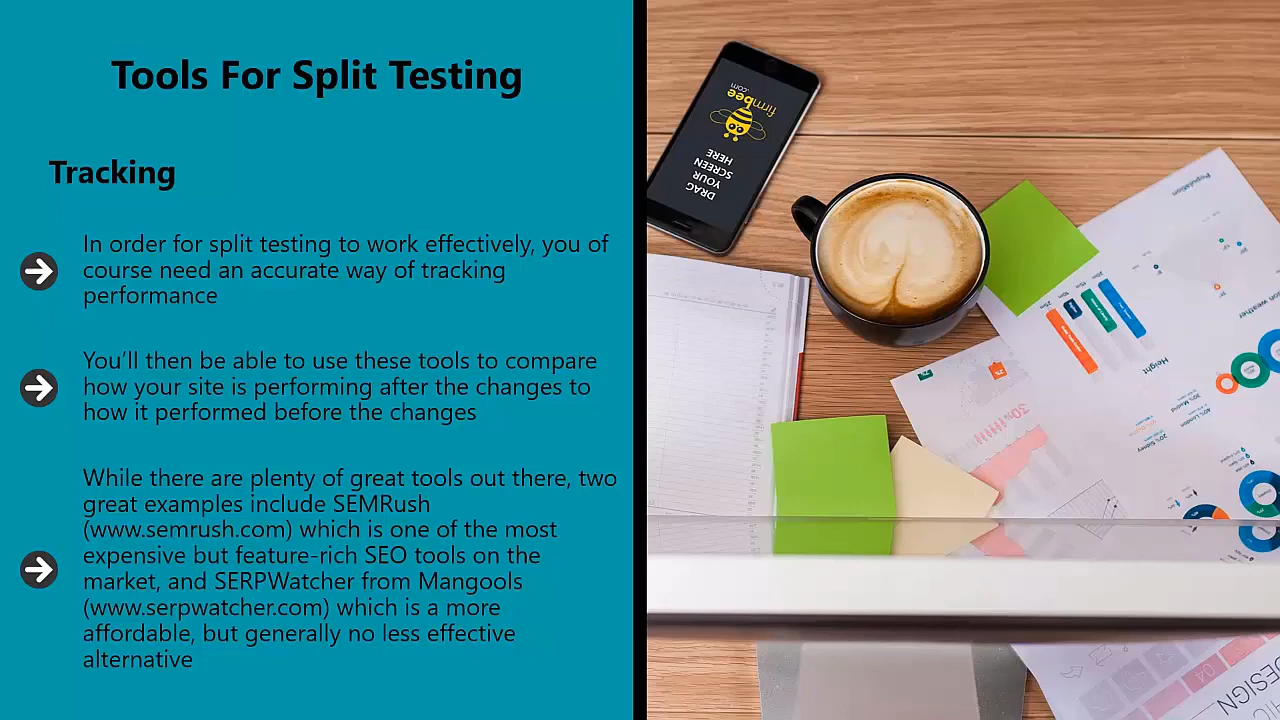 Tools For Split Testing
Tracking
In order for split testing to work effectively, you of
course need an accurate way of tracking
performance
You’ll then be able to use these tools to compare
how your site is performing after the changes to
how it performed before the changes
While there are plenty of great tools out there, two
great examples include SEMRush
(www.semrush.com) which is one of the most
expensive but feature-rich SEO tools on the
market, and SERPWatcher from Mangools
(www.serpwatcher.com) which is a more
affordable, but generally no less effective
alternative
firmbee
.com
DRAG
YOUR
SCREEN
HERE
Population
Height
30%
DESIGN